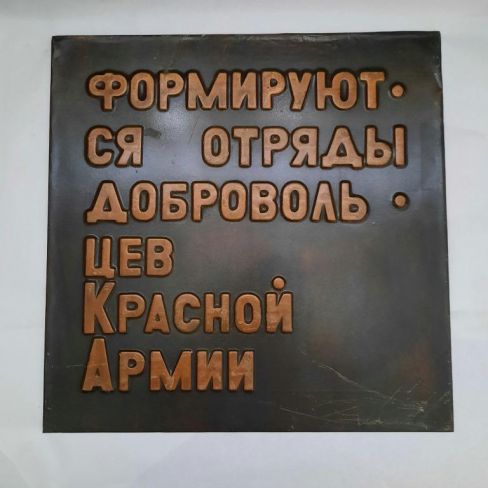 ФОРМИРУЮТ•
СЯ ОТРЯДЫ
ДОБРОВОЛЬ•
ЦЕВ
КРАСНОЙ
АРМИИ